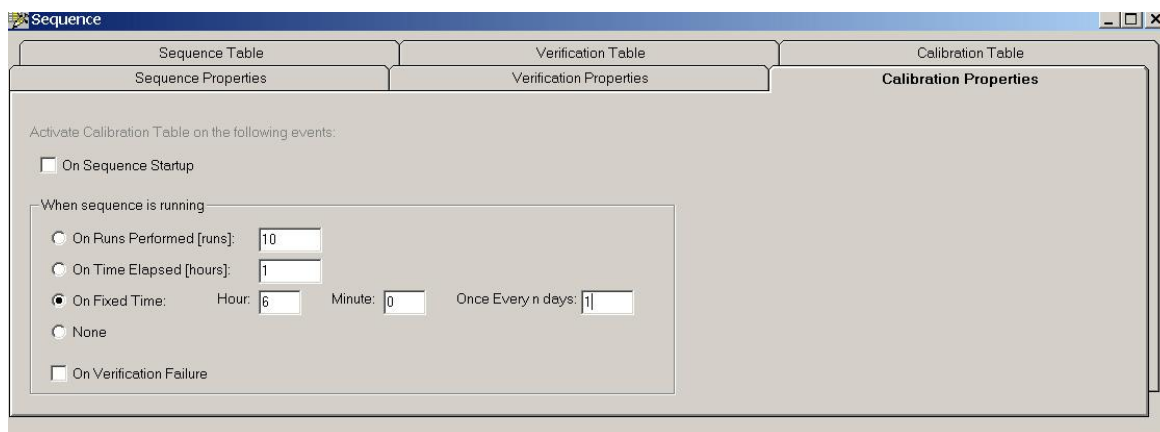 Sequence
Sequence Table Verification Table Calibration Table
Sequence Properties Verification Properties Calibration Properties
Activate Calibration Table on the following events:
On Sequence Startup
When sequence is running
On Runs Performed [runs]: 10
On Time Elapsed [hours]: 1
On Fixed Time: Hour: 6 Minute: 0 Once Every n days: 1
None
On Verification Failure